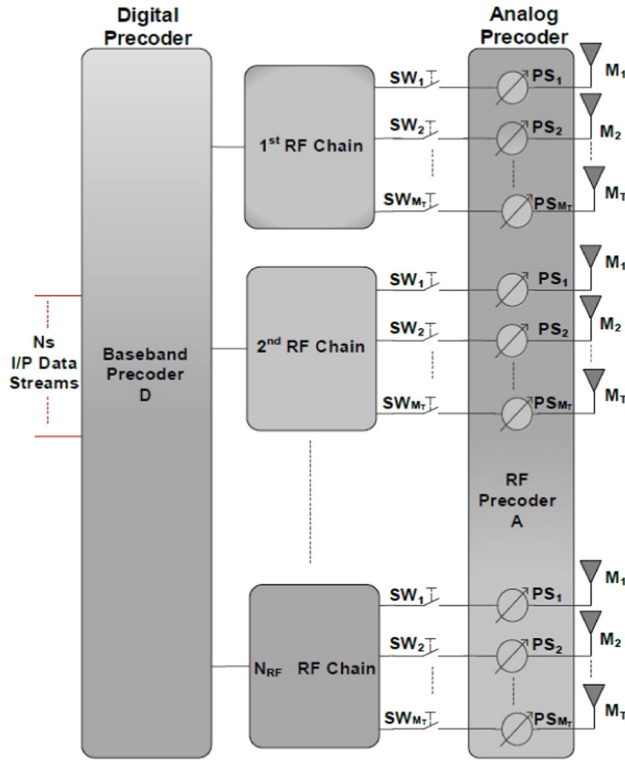 Digital
Precoder
Analog
Precoder
Ns
I/P Data
Streams
Baseband
Precoder
D
1st RF Chain
SW1
SW2
SWMT
PS1
PS2
PSMT
M1
M2
MT
2nd RF Chain
SW1
SW2
SWMT
PS1
PS2
PSMT
M1
M2
MT
RF
Precoder
A
NRF RF Chain
SW1
SW2
SWMT
PS1
PS2
PSMT
M1
M2
MT